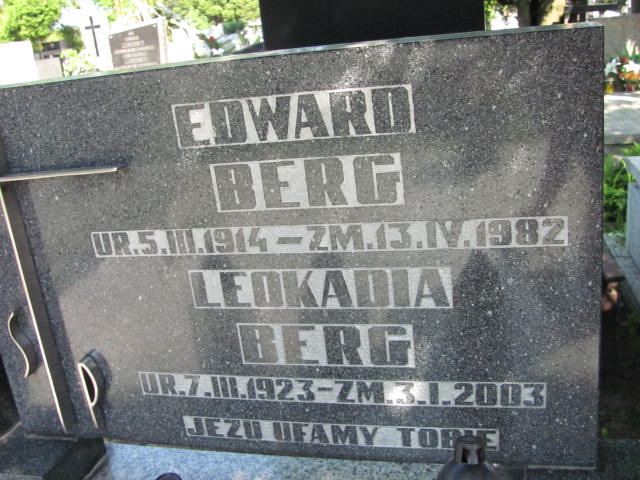 EDWARD
BERG
UR.5.III.1914-ZM.13.IV.1982
LEOKADIA
BERG
UR.7.III.1923-ZM.3.I.2003
JEZU UFAMY TOBIE